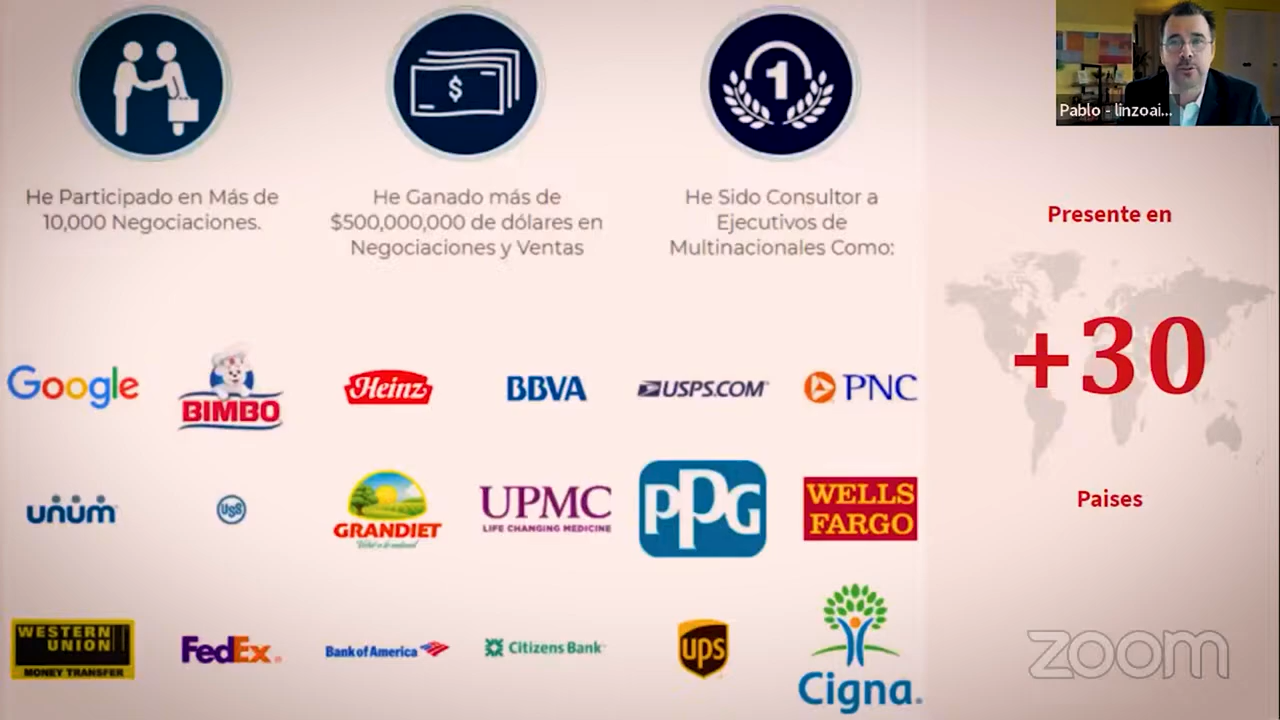 $
1
Pablo - linzoai...
He Participado en Más de
10,000 Negociaciones.
He Ganado más de
$500,000,000 de dólares en
Negociaciones y Ventas
He Sido Consultor a
Ejecutivos de
Multinacionales Como:
Presente en
+30
Paises
Google
BIMBO
Heinz
BBVA
USPS.COM
PNC
unum
USS
GRANDIET
UPMC
LIFE CHANGING MEDICINE
PPG
WELLS
FARGO
WESTERN
UNION
MONEY TRANSFER
FedEx
Bank of America
Citizens Bank
ups
Cigna
zoom